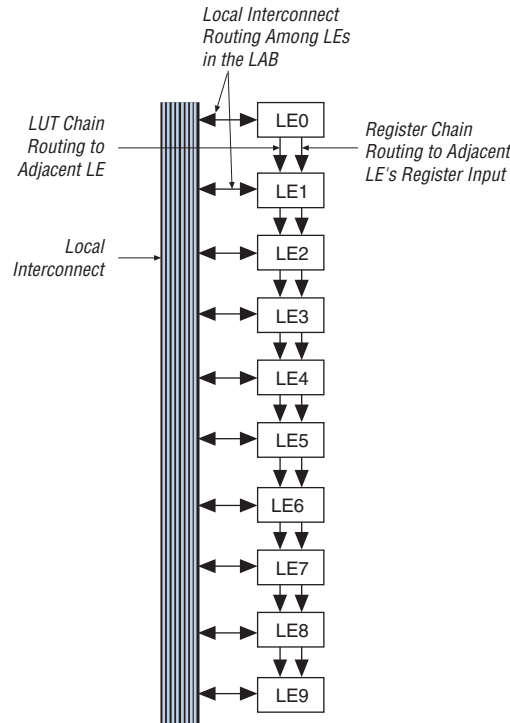 Local Interconnect
Routing Among LEs
in the LAB
LUT Chain
Routing to
Adjacent LE
Register Chain
Routing to Adjacent
LE's Register Input
Local
Interconnect
LE0
LE1
LE2
LE3
LE4
LE5
LE6
LE7
LE8
LE9